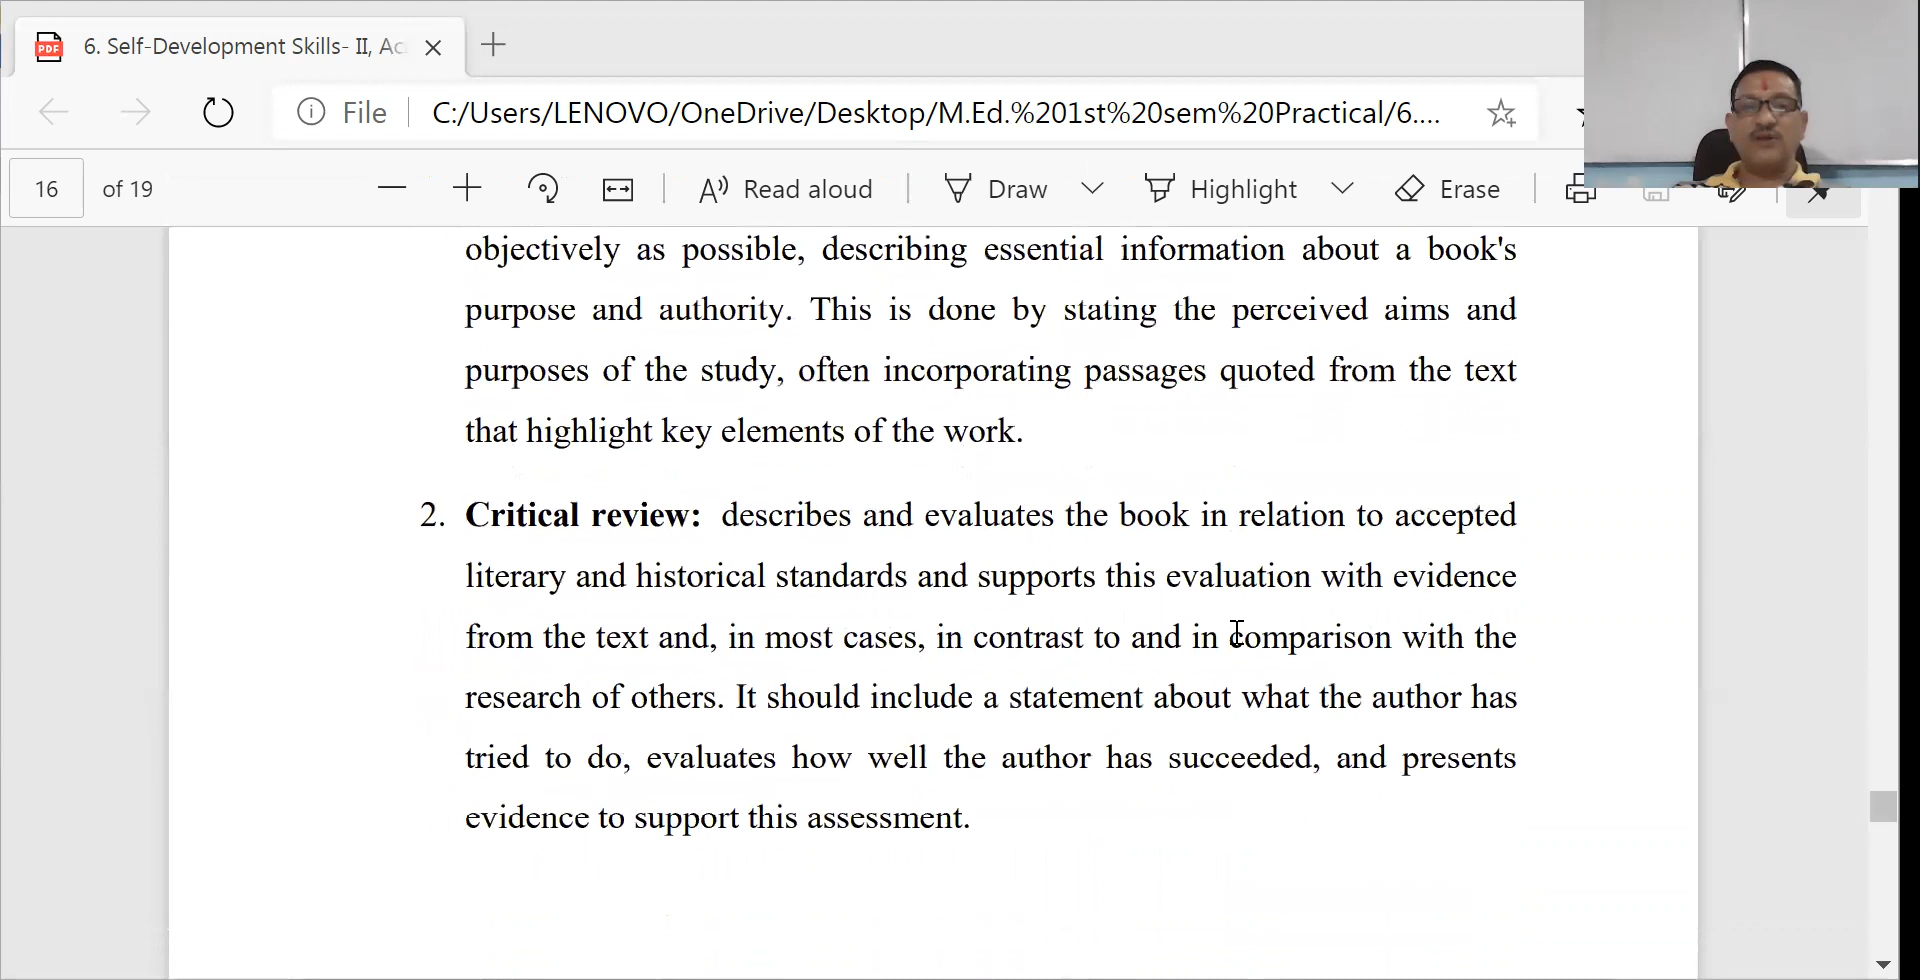 6. Self-Development Skills- II, Ac
File
C:/Users/LENOVO/OneDrive/Desktop/M.Ed.%201st%20sem%20Practical/6....
16 of 19
Read aloud
Draw
Highlight
Erase
objectively as possible, describing essential information about a book's
purpose and authority. This is done by stating the perceived aims and
purposes of the study, often incorporating passages quoted from the text
that highlight key elements of the work.
2. Critical review: describes and evaluates the book in relation to accepted
literary and historical standards and supports this evaluation with evidence
from the text and, in most cases, in contrast to and in comparison with the
research of others. It should include a statement about what the author has
tried to do, evaluates how well the author has succeeded, and presents
evidence to support this assessment.